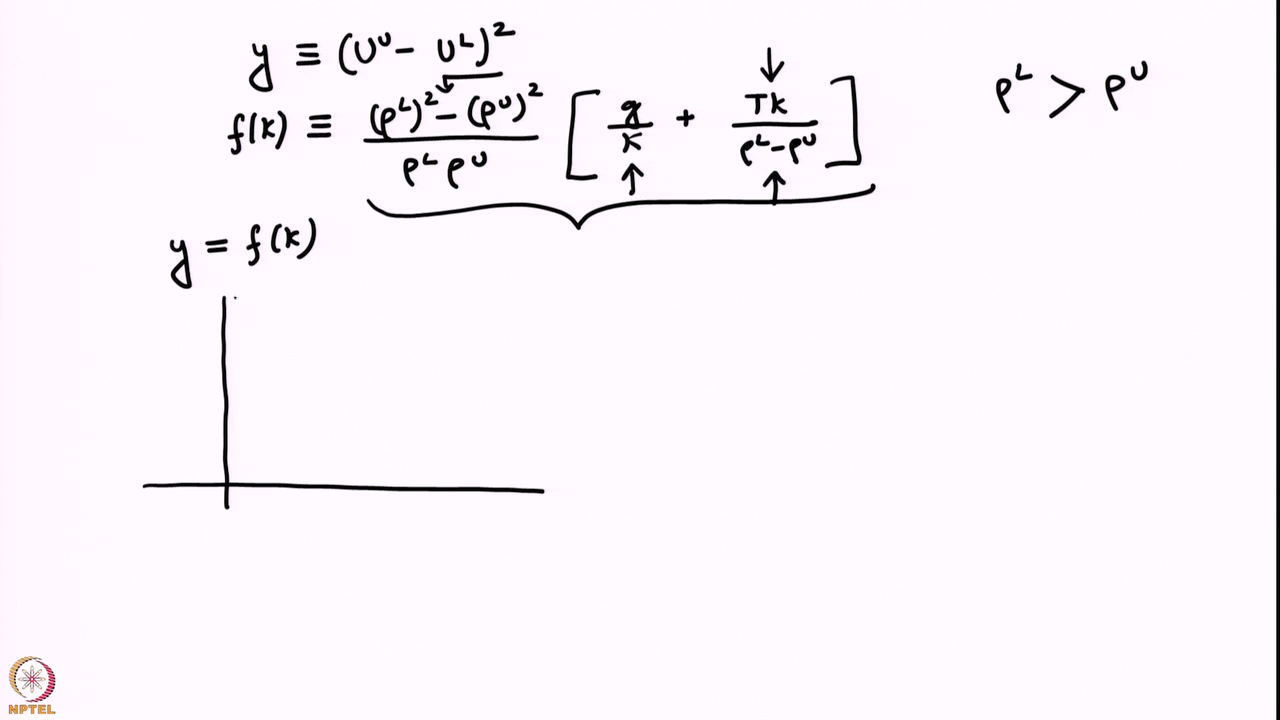 y ≡ (U^U - U^L)^2
f(k) ≡ ((ρ^L)^2 - (ρ^U)^2) / (ρ^L ρ^U) [ g/k + Tk/(ρ^L - ρ^U) ]
ρ^L > ρ^U
y = f(k)
NPTEL